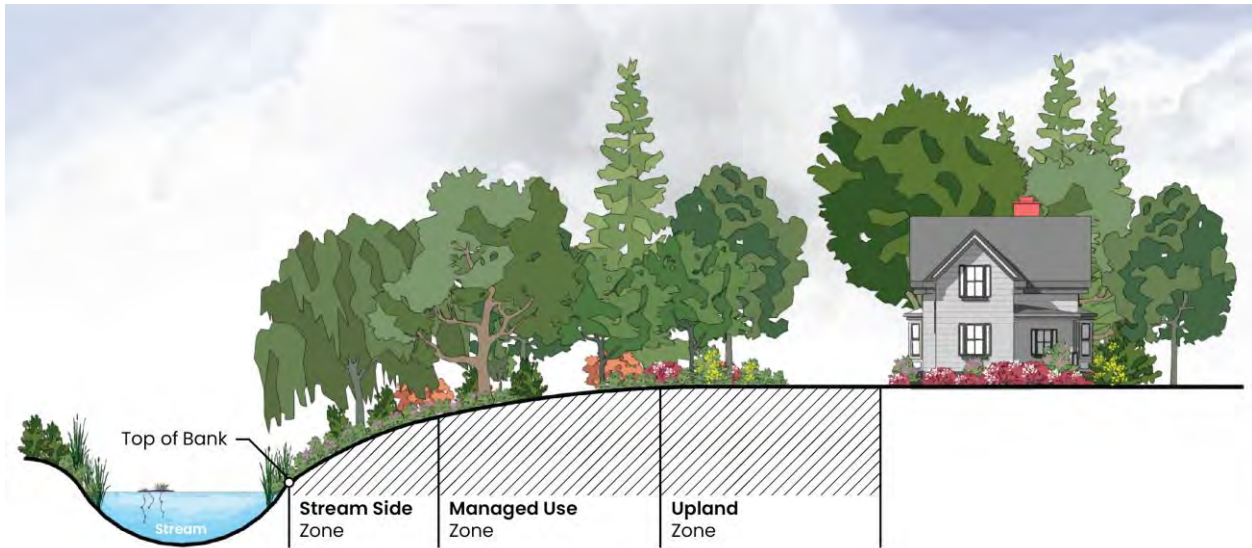 Top of Bank
Stream
Stream Side
Zone
Managed Use
Zone
Upland
Zone